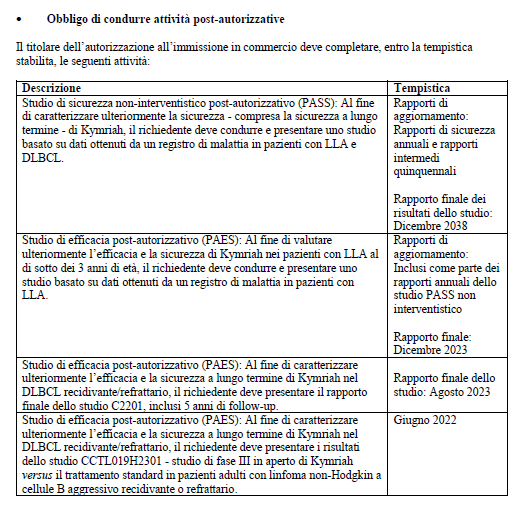 • Obbligo di condurre attività post-autorizzative
Il titolare dell'autorizzazione all'immissione in commercio deve completare, entro la tempistica
stabilita, le seguenti attività:
Descrizione
Tempistica
Studio di sicurezza non-interventistico post-autorizzativo (PASS): Al fine
di caratterizzare ulteriormente la sicurezza - compresa la sicurezza a lungo
termine - di Kymriah, il richiedente deve condurre e presentare uno studio
basato su dati ottenuti da un registro di malattia in pazienti con LLA e
DLBCL.
Rapporti di
aggiornamento:
Rapporti di sicurezza
annuali e rapporti
intermedi
quinquennali
Rapporto finale dei
risultati dello studio:
Dicembre 2038
Studio di efficacia post-autorizzativo (PAES): Al fine di valutare
ulteriormente l'efficacia e la sicurezza di Kymriah nei pazienti con LLA al
di sotto dei 3 anni di età, il richiedente deve condurre e presentare uno
studio basato su dati ottenuti da un registro di malattia in pazienti con
LLA.
Rapporti di
aggiornamento:
Inclusi come parte dei
rapporti annuali dello
studio PASS non
interventistico
Rapporto finale:
Dicembre 2023
Studio di efficacia post-autorizzativo (PAES): Al fine di caratterizzare
ulteriormente l'efficacia e la sicurezza a lungo termine di Kymriah nel
DLBCL recidivante/refrattario, il richiedente deve presentare il rapporto
finale dello studio C2201, inclusi 5 anni di follow-up.
Rapporto finale dello
studio: Agosto 2023
Studio di efficacia post-autorizzativo (PAES): Al fine di caratterizzare
ulteriormente l'efficacia e la sicurezza a lungo termine di Kymriah nel
DLBCL recidivante/refrattario, il richiedente deve presentare i risultati
dello studio CCTL019H2301 - studio di fase III in aperto di Kymriah
versus il trattamento standard in pazienti adulti con linfoma non-Hodgkin a
cellule B aggressivo recidivante o refrattario.
Giugno 2022